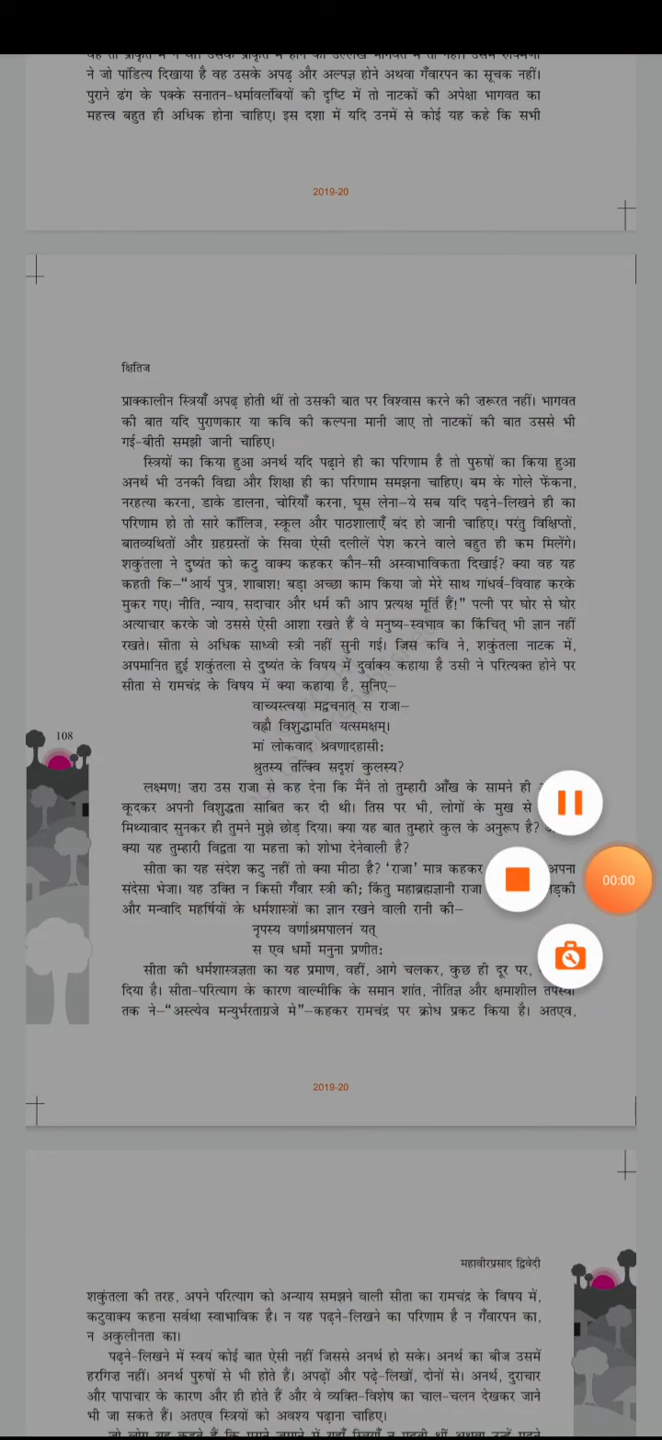 ने जो पांडित्य दिखाया है वह उसके अपढ़ और अल्पज्ञ होने अथवा गँवारपन का सूचक नहीं।
पुराने ढंग के पक्के सनातन-धर्मावलंबियों की दृष्टि में तो नाटकों की अपेक्षा भागवत का
महत्त्व बहुत ही अधिक होना चाहिए। इस दशा में यदि उनमें से कोई यह कहे कि सभी
2019-20
क्षितिज
प्राक्कालीन स्त्रियाँ अपढ़ होती थीं तो उसकी बात पर विश्वास करने की ज़रूरत नहीं। भागवत
की बात यदि पुराणकार या कवि की कल्पना मानी जाए तो नाटकों की बात उससे भी
गई-बीती समझी जानी चाहिए।
स्त्रियों का किया हुआ अनर्थ यदि पढ़ाने ही का परिणाम है तो पुरुषों का किया हुआ
अनर्थ भी उनकी विद्या और शिक्षा ही का परिणाम समझना चाहिए। बम के गोले फेंकना,
नरहत्या करना, डाके डालना, चोरियाँ करना, घूस लेना—ये सब यदि पढ़ने-लिखने ही का
परिणाम हो तो सारे कॉलिज, स्कूल और पाठशालाएँ बंद हो जानी चाहिए। परंतु विक्षिप्तों,
बातव्यथितों और ग्रहग्रस्तों के सिवा ऐसी दलीलें पेश करने वाले बहुत ही कम मिलेंगे।
शकुंतला ने दुष्यंत को कटु वाक्य कहकर कौन-सी अस्वाभाविकता दिखाई? क्या वह यह
कहती कि—“आर्य पुत्र, शाबाश! बड़ा अच्छा काम किया जो मेरे साथ गांधर्व-विवाह करके
मुकर गए। नीति, न्याय, सदाचार और धर्म की आप प्रत्यक्ष मूर्ति हैं!” पत्नी पर घोर से घोर
अत्याचार करके जो उससे ऐसी आशा रखते हैं वे मनुष्य-स्वभाव का किंचित् भी ज्ञान नहीं
रखते। सीता से अधिक साध्वी स्त्री नहीं सुनी गई। जिस कवि ने, शकुंतला नाटक में,
अपमानित हुई शकुंतला से दुष्यंत के विषय में दुर्वाक्य कहाया है उसी ने परित्यक्त होने पर
सीता से रामचंद्र के विषय में क्या कहाया है, सुनिए—
वाच्यस्त्वया मद्वचनात् स राजा—
वह्नौ विशुद्धामति यत्समक्षम्।
मां लोकवाद श्रवणादहासी:
श्रुतस्य तत्किंव सदृशं कुलस्य?
108
लक्ष्मण! ज़रा उस राजा से कह देना कि मैंने तो तुम्हारी आँख के सामने ही
कूदकर अपनी विशुद्धता साबित कर दी थी। तिस पर भी, लोगों के मुख से
मिथ्यावाद सुनकर ही तुमने मुझे छोड़ दिया। क्या यह बात तुम्हारे कुल के अनुरूप है?
क्या यह तुम्हारी विद्वता या महत्ता को शोभा देनेवाली है?
सीता का यह संदेश कटु नहीं तो क्या मीठा है? ‘राजा’ मात्र कहकर अपना
संदेसा भेजा। यह उक्ति न किसी गँवार स्त्री की; किंतु महाब्रह्मज्ञानी राजा
और मन्वादि महर्षियों के धर्मशास्त्रों का ज्ञान रखने वाली रानी की—
नृपस्य वर्णाश्रमपालनं यत्
स एव धर्मो मनुना प्रणीत:
सीता की धर्मशास्त्रज्ञता का यह प्रमाण, वहीं, आगे चलकर, कुछ ही दूर पर,
दिया है। सीता-परित्याग के कारण वाल्मीकि के समान शांत, नीतिज्ञ और क्षमाशील तपस्वी
तक ने—“अस्त्येव मन्युर्भरताग्रजे मे”—कहकर रामचंद्र पर क्रोध प्रकट किया है। अतएव,
00:00
2019-20
महावीरप्रसाद द्विवेदी
शकुंतला की तरह, अपने परित्याग को अन्याय समझने वाली सीता का रामचंद्र के विषय में,
कटुवाक्य कहना सर्वथा स्वाभाविक है। न यह पढ़ने-लिखने का परिणाम है न गँवारपन का,
न अकुलीनता का।
पढ़ने-लिखने में स्वयं कोई बात ऐसी नहीं जिससे अनर्थ हो सके। अनर्थ का बीज उसमें
हरगिज़ नहीं। अनर्थ पुरुषों से भी होते हैं। अपढ़ों और पढ़े-लिखों, दोनों से। अनर्थ, दुराचार
और पापाचार के कारण और ही होते हैं और वे व्यक्ति-विशेष का चाल-चलन देखकर जाने
भी जा सकते हैं। अतएव स्त्रियों को अवश्य पढ़ाना चाहिए।